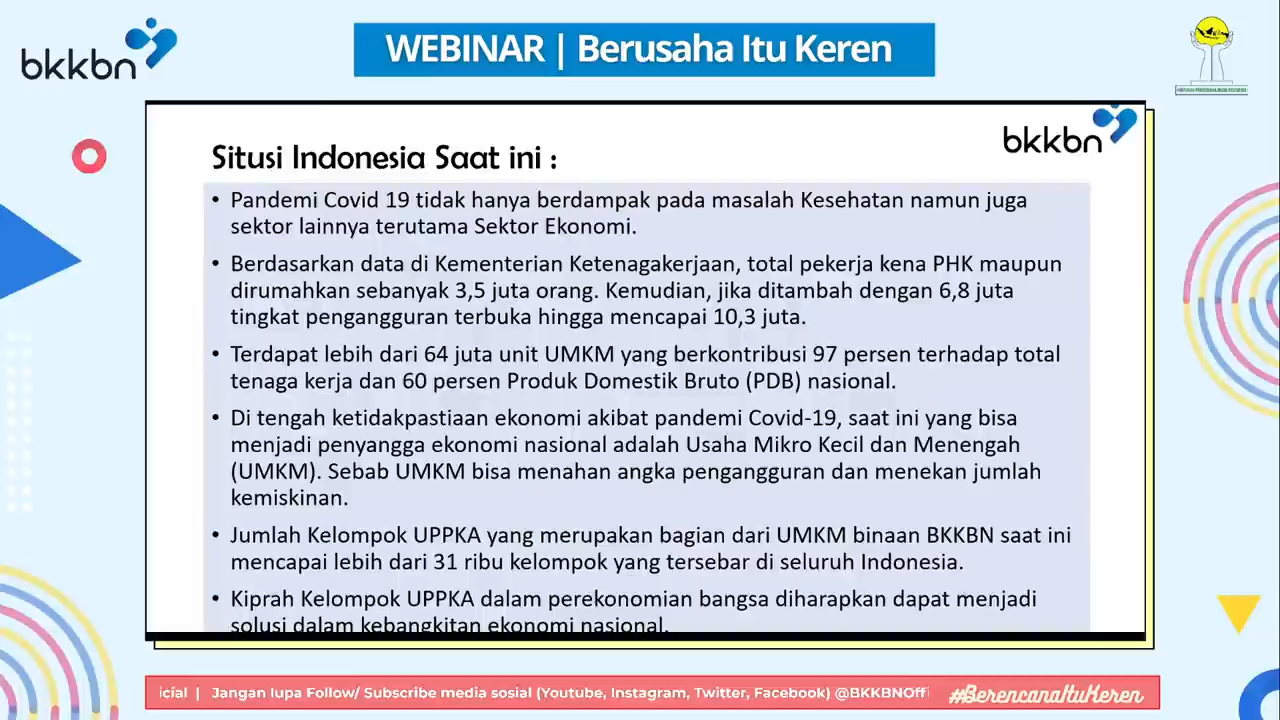 bkkbn
WEBINAR | Berusaha Itu Keren
bkkbn
Situsi Indonesia Saat ini :
• Pandemi Covid 19 tidak hanya berdampak pada masalah Kesehatan namun juga
sektor lainnya terutama Sektor Ekonomi.
• Berdasarkan data di Kementerian Ketenagakerjaan, total pekerja kena PHK maupun
dirumahkan sebanyak 3,5 juta orang. Kemudian, jika ditambah dengan 6,8 juta
tingkat pengangguran terbuka hingga mencapai 10,3 juta.
• Terdapat lebih dari 64 juta unit UMKM yang berkontribusi 97 persen terhadap total
tenaga kerja dan 60 persen Produk Domestik Bruto (PDB) nasional.
• Di tengah ketidakpastiaan ekonomi akibat pandemi Covid-19, saat ini yang bisa
menjadi penyangga ekonomi nasional adalah Usaha Mikro Kecil dan Menengah
(UMKM). Sebab UMKM bisa menahan angka pengangguran dan menekan jumlah
kemiskinan.
• Jumlah Kelompok UPPKA yang merupakan bagian dari UMKM binaan BKKBN saat ini
mencapai lebih dari 31 ribu kelompok yang tersebar di seluruh Indonesia.
• Kiprah Kelompok UPPKA dalam perekonomian bangsa diharapkan dapat menjadi
solusi dalam kebangkitan ekonomi nasional.
icial | Jangan lupa Follow/ Subscribe media sosial (Youtube, Instagram, Twitter, Facebook) @BKKBNOffi
#BerencanaItuKeren